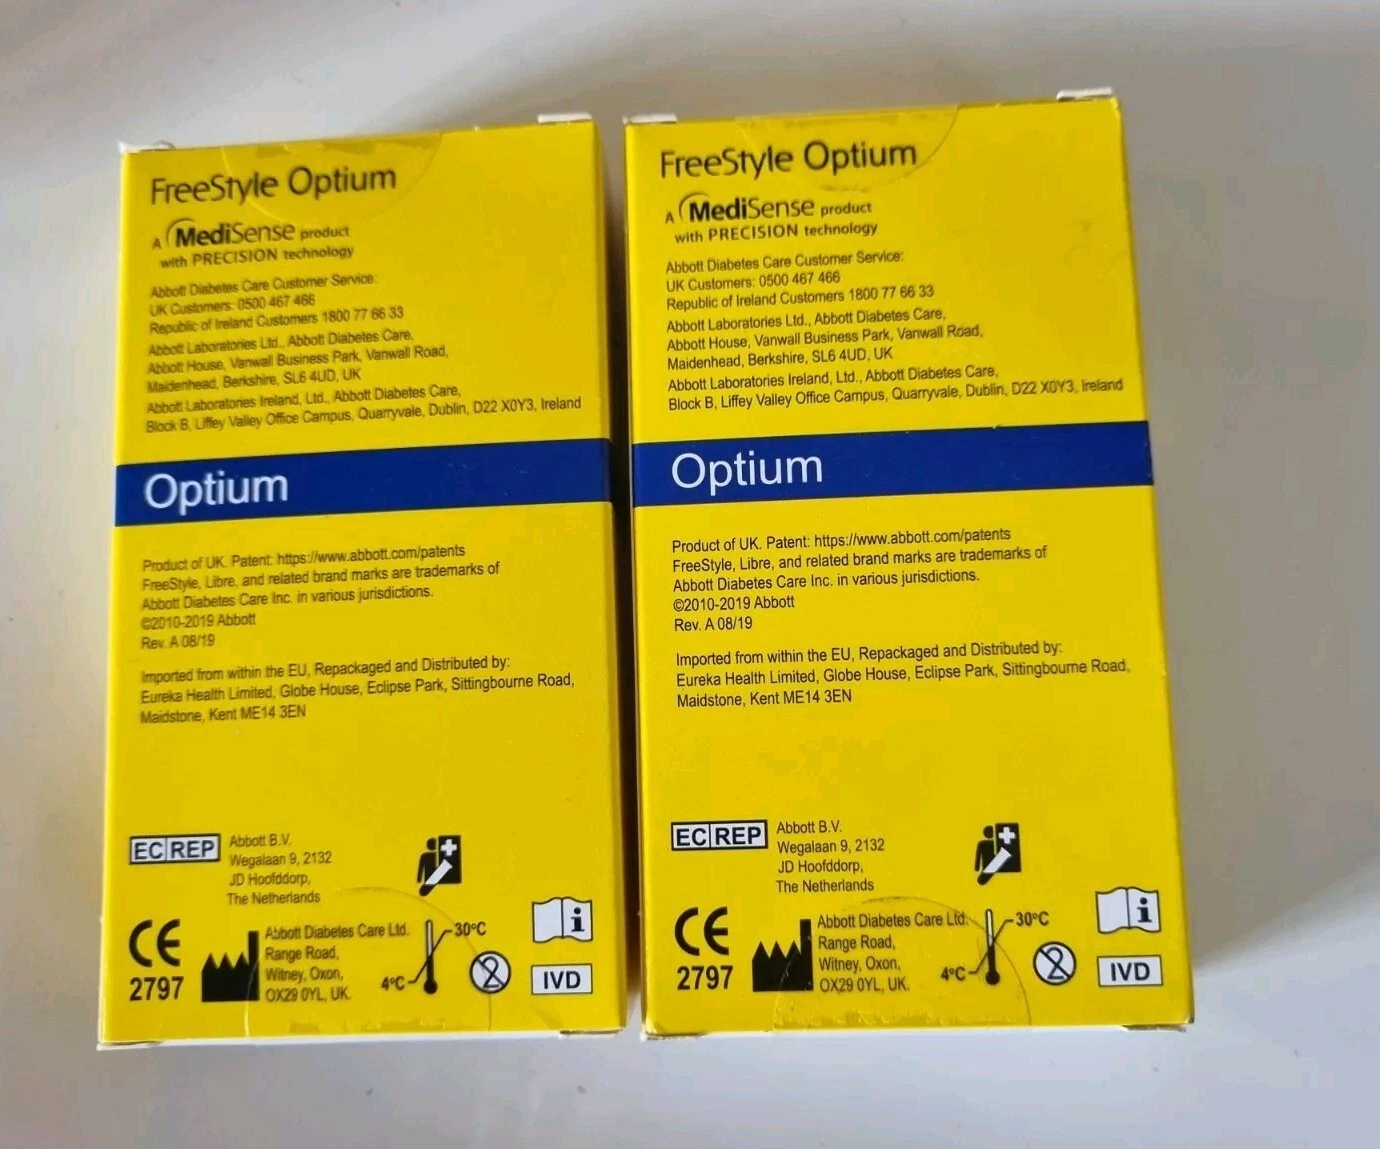 FreeStyle Optium
A MediSense product
with PRECISION technology
Abbott Diabetes Care Customer Service:
UK Customers: 0500 467 466
Republic of Ireland Customers 1800 77 66 33
Abbott Laboratories Ltd., Abbott Diabetes Care,
Abbott House, Vanwall Business Park, Vanwall Road,
Maidenhead, Berkshire, SL6 4UD, UK
Abbott Laboratories Ireland, Ltd., Abbott Diabetes Care,
Block B, Liffey Valley Office Campus, Quarryvale, Dublin, D22 X0Y3, Ireland
Optium
Product of UK. Patent: https://www.abbott.com/patents
FreeStyle, Libre, and related brand marks are trademarks of
Abbott Diabetes Care Inc. in various jurisdictions.
©2010-2019 Abbott
Rev. A 08/19
Imported from within the EU, Repackaged and Distributed by:
Eureka Health Limited, Globe House, Eclipse Park, Sittingbourne Road,
Maidstone, Kent ME14 3EN
EC REP
Abbott B.V.
Wegalaan 9, 2132
JD Hoofddorp,
The Netherlands
CE
2797
Abbott Diabetes Care Ltd.
Range Road,
Witney, Oxon,
OX29 0YL, UK.
4°C
30°C
2
i
IVD
FreeStyle Optium
A MediSense product
with PRECISION technology
Abbott Diabetes Care Customer Service:
UK Customers: 0500 467 466
Republic of Ireland Customers 1800 77 66 33
Abbott Laboratories Ltd., Abbott Diabetes Care,
Abbott House, Vanwall Business Park, Vanwall Road,
Maidenhead, Berkshire, SL6 4UD, UK
Abbott Laboratories Ireland, Ltd., Abbott Diabetes Care,
Block B, Liffey Valley Office Campus, Quarryvale, Dublin, D22 X0Y3, Ireland
Optium
Product of UK. Patent: https://www.abbott.com/patents
FreeStyle, Libre, and related brand marks are trademarks of
Abbott Diabetes Care Inc. in various jurisdictions.
©2010-2019 Abbott
Rev. A 08/19
Imported from within the EU, Repackaged and Distributed by:
Eureka Health Limited, Globe House, Eclipse Park, Sittingbourne Road,
Maidstone, Kent ME14 3EN
EC REP
Abbott B.V.
Wegalaan 9, 2132
JD Hoofddorp,
The Netherlands
CE
2797
Abbott Diabetes Care Ltd.
Range Road,
Witney, Oxon,
OX29 0YL, UK.
4°C
30°C
2
i
IVD